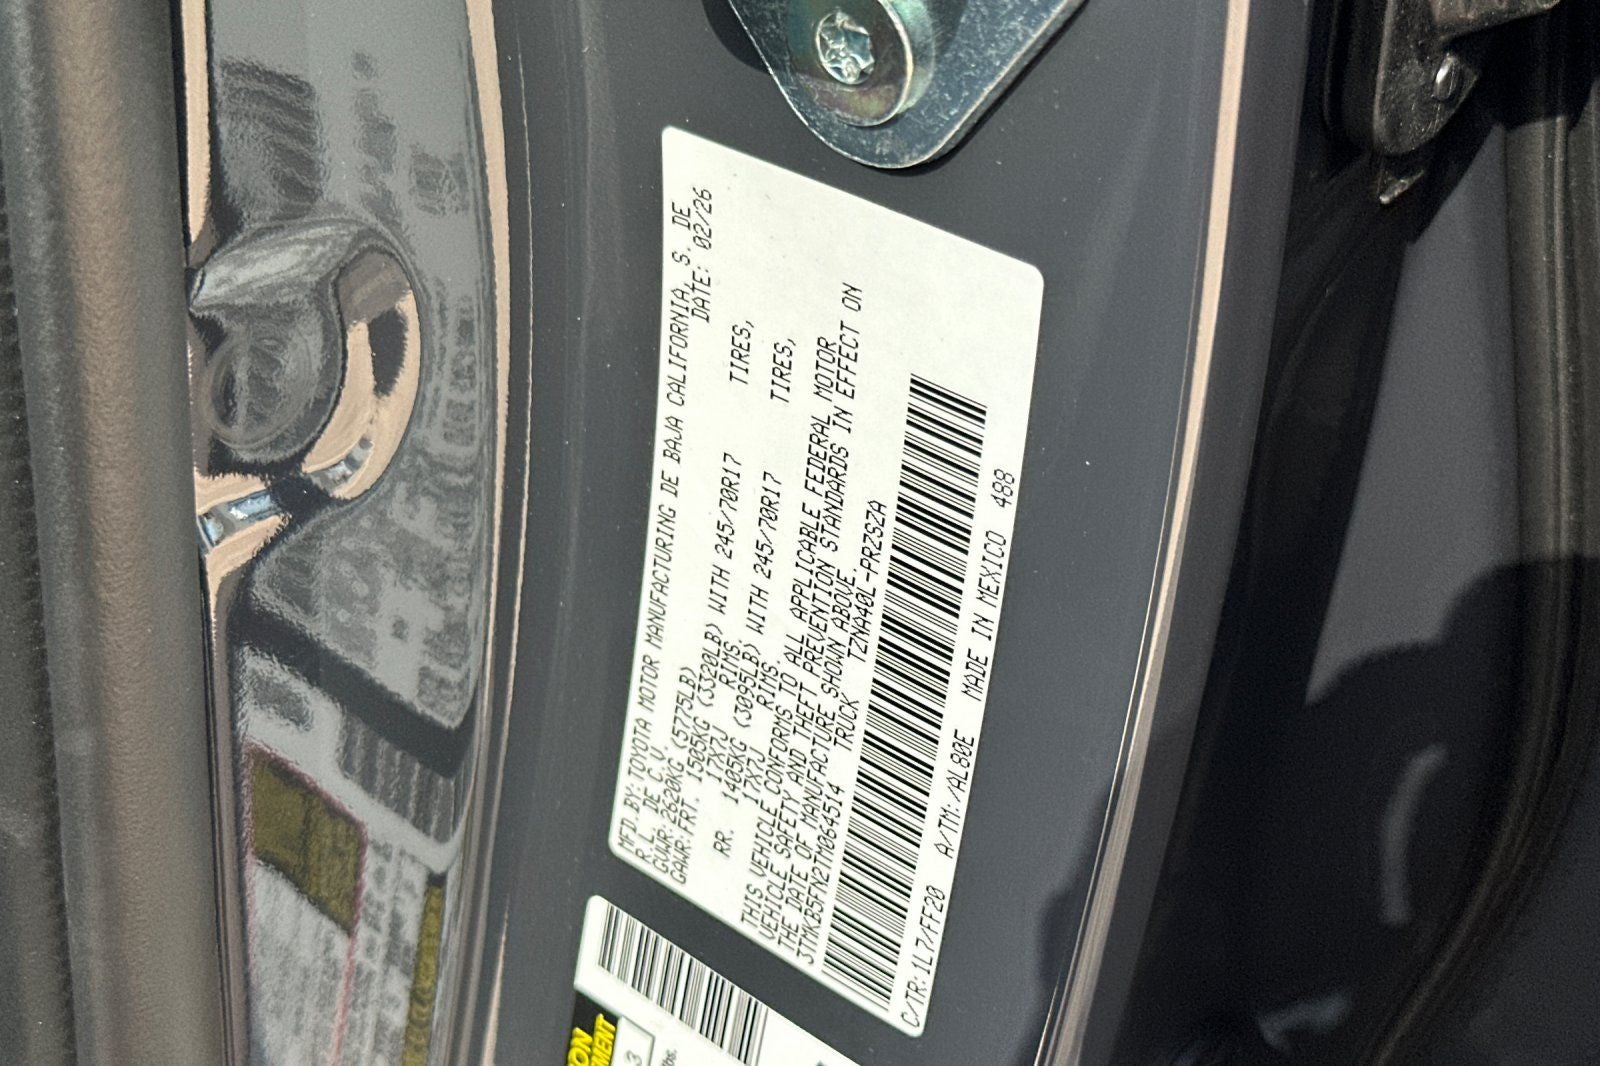 MFD.BY:TOYOTA MOTOR MANUFACTURING DE BAJA CALIFORNIA, S. DE
R.L. DE C.V. DATE: 02/26
GVWR:2620KG (5775LB)
GAWR:FRT. 1505KG (3320LB) WITH 245/70R17 TIRES,
17X7J RIMS.
RR. 1405KG (3095LB) WITH 245/70R17 TIRES,
17X7J RIMS.
THIS VEHICLE CONFORMS TO ALL APPLICABLE FEDERAL MOTOR
VEHICLE SAFETY AND THEFT PREVENTION STANDARDS IN EFFECT ON
THE DATE OF MANUFACTURE SHOWN ABOVE.
3TMKB5FN2TM064514 TRUCK TZNA40L-PRZSZA
C/TR:1L7/FF20 A/TM:/AL80E MADE IN MEXICO 488
3
lbs.